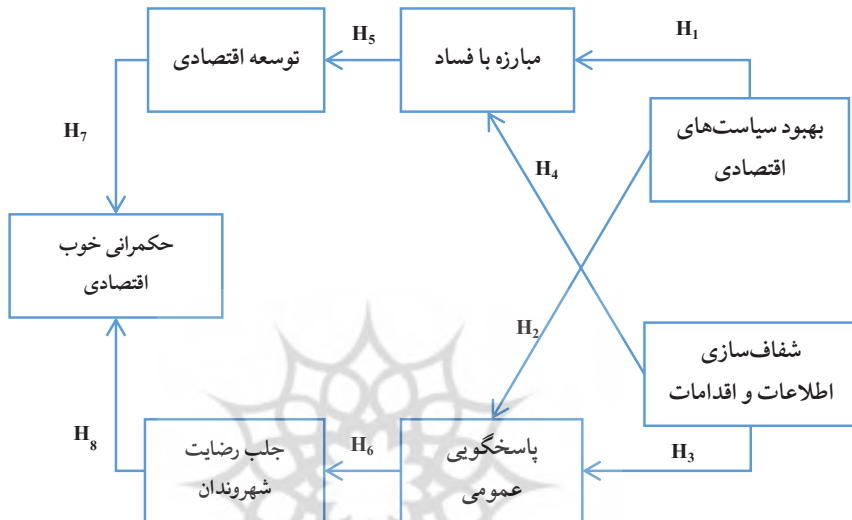 H₁
H₅
مبارزه با فساد
توسعه اقتصادی
بهبود سیاست‌های
اقتصادی
H₇
H₄
حکمرانی خوب
اقتصادی
H₂
شفاف‌سازی
اطلاعات و اقدامات
پاسخگویی
عمومی
جلب رضایت
شهروندان
H₃
H₆
H₈